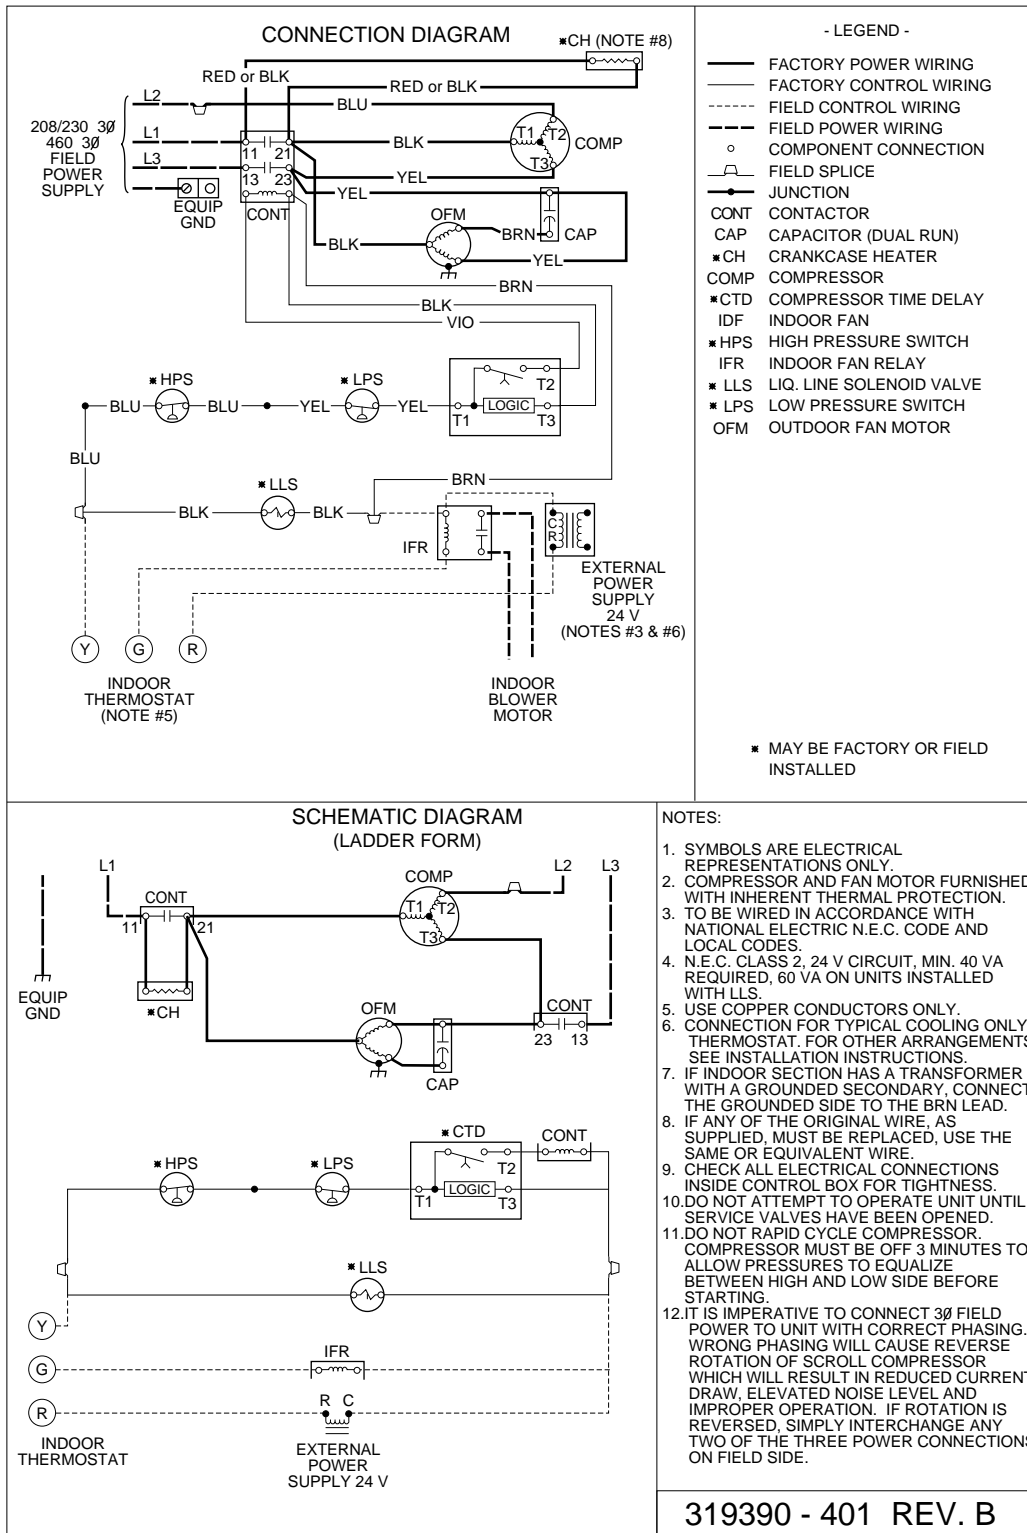 CONNECTION DIAGRAM
*CH (NOTE #8)
RED or BLK
RED or BLK
L2
BLU
208/230 3Ø
460 3Ø
FIELD
POWER
SUPPLY
L1
L3
11
21
13
23
BLK
T1
T2
T3
COMP
YEL
YEL
EQUIP
GND
CONT
OFM
BRN
CAP
BLK
YEL
BRN
BLK
VIO
*HPS
*LPS
BLU
BLU
YEL
YEL
T2
LOGIC
T1
T3
BLU
*LLS
BRN
BLK
BLK
IFR
C
R
EXTERNAL
POWER
SUPPLY
24 V
(NOTES #3 & #6)
Y
G
R
INDOOR
THERMOSTAT
(NOTE #5)
INDOOR
BLOWER
MOTOR
- LEGEND -
FACTORY POWER WIRING
FACTORY CONTROL WIRING
FIELD CONTROL WIRING
FIELD POWER WIRING
COMPONENT CONNECTION
FIELD SPLICE
JUNCTION
CONT CONTACTOR
CAP CAPACITOR (DUAL RUN)
*CH CRANKCASE HEATER
COMP COMPRESSOR
*CTD COMPRESSOR TIME DELAY
IDF INDOOR FAN
*HPS HIGH PRESSURE SWITCH
IFR INDOOR FAN RELAY
* LLS LIQ. LINE SOLENOID VALVE
* LPS LOW PRESSURE SWITCH
OFM OUTDOOR FAN MOTOR
* MAY BE FACTORY OR FIELD
INSTALLED
SCHEMATIC DIAGRAM
(LADDER FORM)
L1
L2
L3
CONT
COMP
11
21
T1
T2
T3
EQUIP
GND
*CH
OFM
CONT
23
13
CAP
*CTD
CONT
*HPS
*LPS
T2
T1
LOGIC
T3
*LLS
Y
IFR
G
R C
R
INDOOR
THERMOSTAT
EXTERNAL
POWER
SUPPLY 24 V
NOTES:
1. SYMBOLS ARE ELECTRICAL
REPRESENTATIONS ONLY.
2. COMPRESSOR AND FAN MOTOR FURNISHED
WITH INHERENT THERMAL PROTECTION.
3. TO BE WIRED IN ACCORDANCE WITH
NATIONAL ELECTRIC N.E.C. CODE AND
LOCAL CODES.
4. N.E.C. CLASS 2, 24 V CIRCUIT, MIN. 40 VA
REQUIRED, 60 VA ON UNITS INSTALLED
WITH LLS.
5. USE COPPER CONDUCTORS ONLY.
6. CONNECTION FOR TYPICAL COOLING ONLY
THERMOSTAT. FOR OTHER ARRANGEMENTS
SEE INSTALLATION INSTRUCTIONS.
7. IF INDOOR SECTION HAS A TRANSFORMER
WITH A GROUNDED SECONDARY, CONNECT
THE GROUNDED SIDE TO THE BRN LEAD.
8. IF ANY OF THE ORIGINAL WIRE, AS
SUPPLIED, MUST BE REPLACED, USE THE
SAME OR EQUIVALENT WIRE.
9. CHECK ALL ELECTRICAL CONNECTIONS
INSIDE CONTROL BOX FOR TIGHTNESS.
10.DO NOT ATTEMPT TO OPERATE UNIT UNTIL
SERVICE VALVES HAVE BEEN OPENED.
11.DO NOT RAPID CYCLE COMPRESSOR.
COMPRESSOR MUST BE OFF 3 MINUTES TO
ALLOW PRESSURES TO EQUALIZE
BETWEEN HIGH AND LOW SIDE BEFORE
STARTING.
12.IT IS IMPERATIVE TO CONNECT 3Ø FIELD
POWER TO UNIT WITH CORRECT PHASING.
WRONG PHASING WILL CAUSE REVERSE
ROTATION OF SCROLL COMPRESSOR
WHICH WILL RESULT IN REDUCED CURRENT
DRAW, ELEVATED NOISE LEVEL AND
IMPROPER OPERATION. IF ROTATION IS
REVERSED, SIMPLY INTERCHANGE ANY
TWO OF THE THREE POWER CONNECTIONS
ON FIELD SIDE.
319390 - 401 REV. B